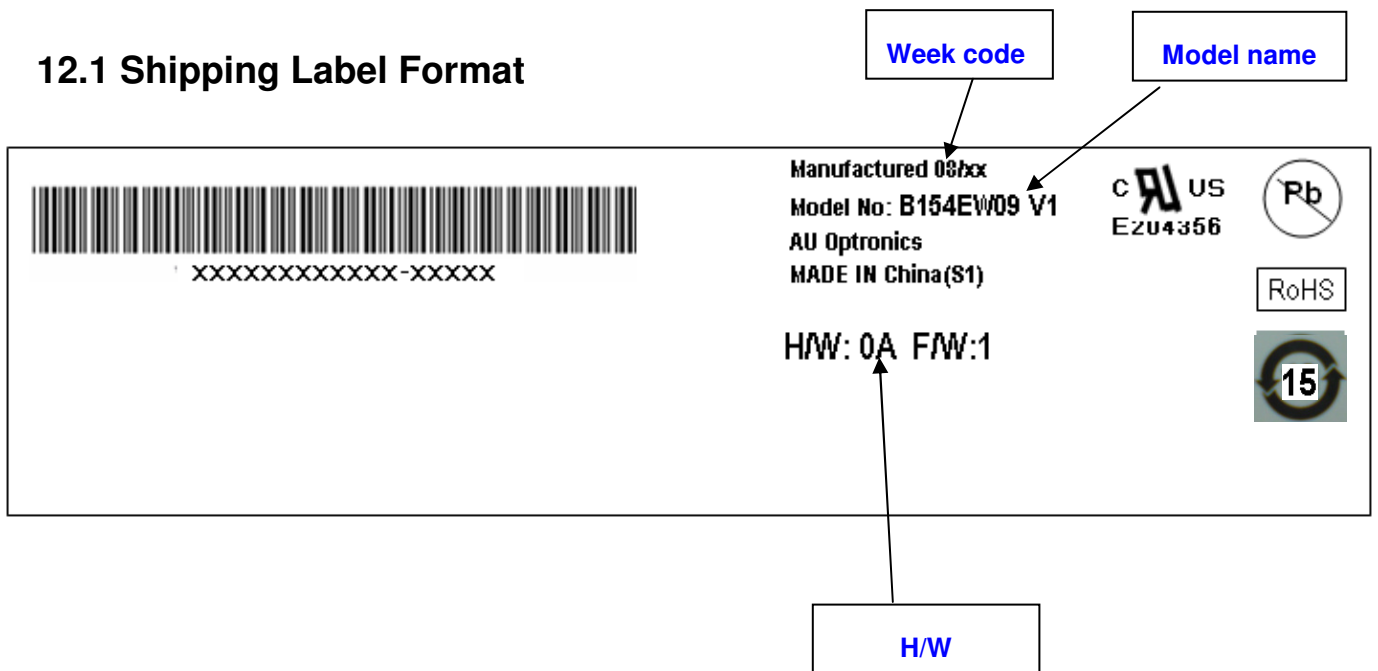 12.1 Shipping Label Format
Week code
Model name
XXXXXXXXXXXX-XXXXX
Manufactured 08/xx
Model No: B154EW09 V1
AU Optronics
MADE IN China(S1)
H/W: 0A F/W:1
C RU US
E204356
Pb
RoHS
15
H/W